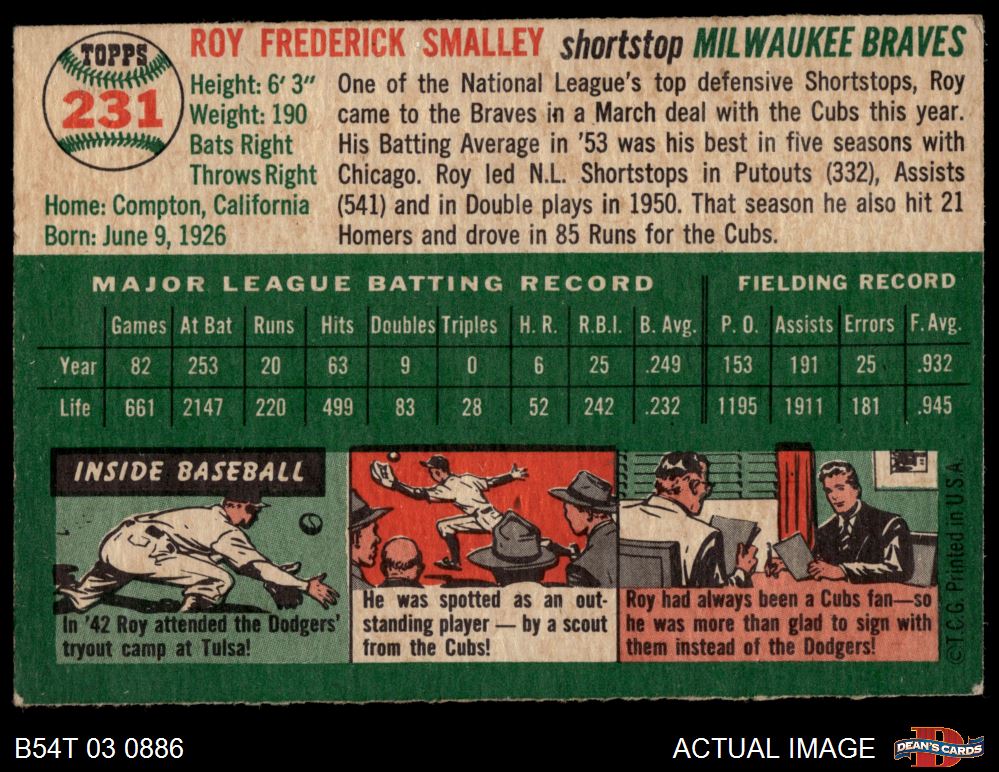 TOPPS
231
ROY FREDERICK SMALLEY shortstop MILWAUKEE BRAVES
Height: 6' 3"
Weight: 190
Bats Right
Throws Right
Home: Compton, California
Born: June 9, 1926
One of the National League's top defensive Shortstops, Roy
came to the Braves in a March deal with the Cubs this year.
His Batting Average in '53 was his best in five seasons with
Chicago. Roy led N.L. Shortstops in Putouts (332), Assists
(541) and in Double plays in 1950. That season he also hit 21
Homers and drove in 85 Runs for the Cubs.
MAJOR LEAGUE BATTING RECORD FIELDING RECORD
Games At Bat Runs Hits Doubles Triples H. R. R.B.I. B. Avg. P. O. Assists Errors F. Avg.
Year 82 253 20 63 9 0 6 25 .249 153 191 25 .932
Life 661 2147 220 499 83 28 52 242 .232 1195 1911 181 .945
INSIDE BASEBALL
In '42 Roy attended the Dodgers'
tryout camp at Tulsa!
He was spotted as an out-
standing player — by a scout
from the Cubs!
Roy had always been a Cubs fan—so
he was more than glad to sign with
them instead of the Dodgers!
©T.C.G. Printed in U.S.A.
B54T 03 0886
ACTUAL IMAGE
D
DEAN'S CARDS